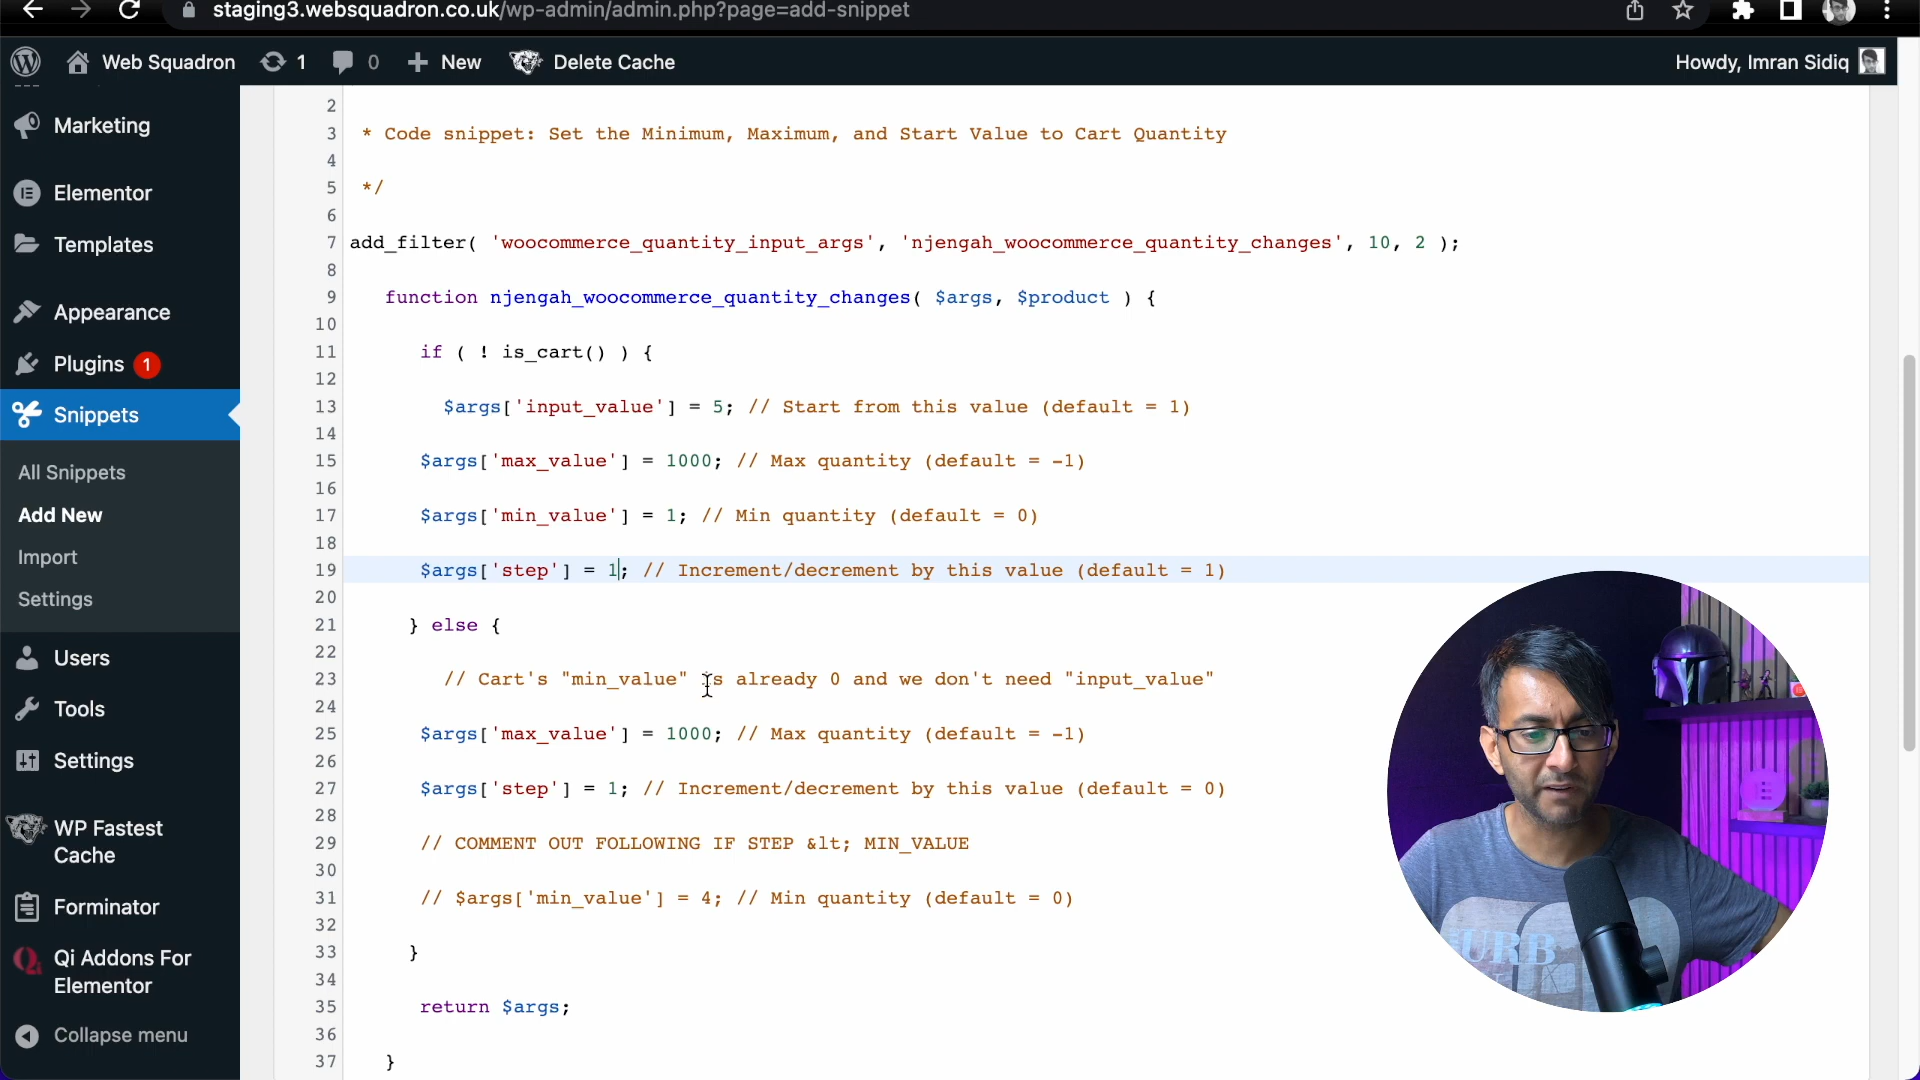 staging3.websquadron.co.uk/wp-admin/admin.php?page=add-snippet
Web Squadron 1 0 New Delete Cache Howdy, Imran Sidiq
Marketing
Elementor
Templates
Appearance
Plugins 1
Snippets
All Snippets
Add New
Import
Settings
Users
Tools
Settings
WP Fastest
Cache
Forminator
Qi Addons For
Elementor
Collapse menu
2
3 * Code snippet: Set the Minimum, Maximum, and Start Value to Cart Quantity
4
5 */
6
7 add_filter( 'woocommerce_quantity_input_args', 'njengah_woocommerce_quantity_changes', 10, 2 );
8
9 function njengah_woocommerce_quantity_changes( $args, $product ) {
10
11 if ( ! is_cart() ) {
12
13 $args['input_value'] = 5; // Start from this value (default = 1)
14
15 $args['max_value'] = 1000; // Max quantity (default = -1)
16
17 $args['min_value'] = 1; // Min quantity (default = 0)
18
19 $args['step'] = 1; // Increment/decrement by this value (default = 1)
20
21 } else {
22
23 // Cart's "min_value" is already 0 and we don't need "input_value"
24
25 $args['max_value'] = 1000; // Max quantity (default = -1)
26
27 $args['step'] = 1; // Increment/decrement by this value (default = 0)
28
29 // COMMENT OUT FOLLOWING IF STEP &lt; MIN_VALUE
30
31 // $args['min_value'] = 4; // Min quantity (default = 0)
32
33 }
34
35 return $args;
36
37 }
URB